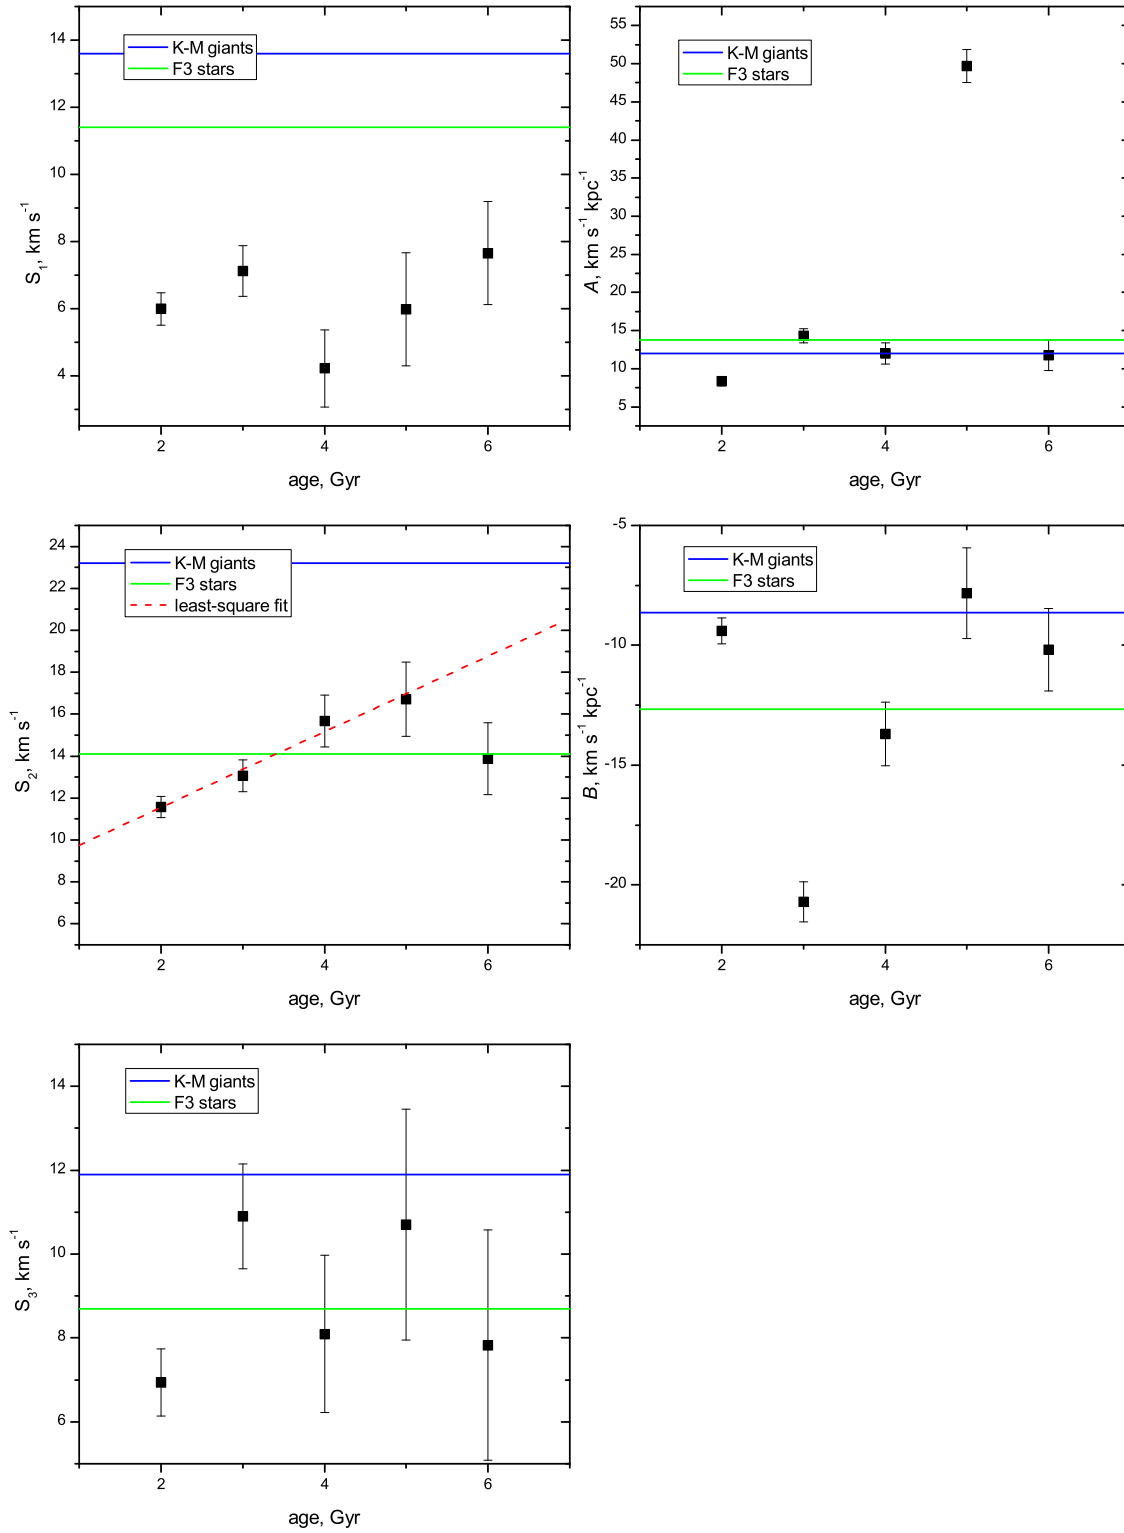 14
12
10
8
6
4
S1, km s-1
K-M giants
F3 stars
2
4
6
age, Gyr
55
50
45
40
35
30
25
20
15
10
5
A, km s-1 kpc-1
K-M giants
F3 stars
2
4
6
age, Gyr
24
22
20
18
16
14
12
10
8
6
S2, km s-1
K-M giants
F3 stars
least-square fit
2
4
6
age, Gyr
-5
-10
-15
-20
B, km s-1 kpc-1
K-M giants
F3 stars
2
4
6
age, Gyr
14
12
10
8
6
S3, km s-1
K-M giants
F3 stars
2
4
6
age, Gyr